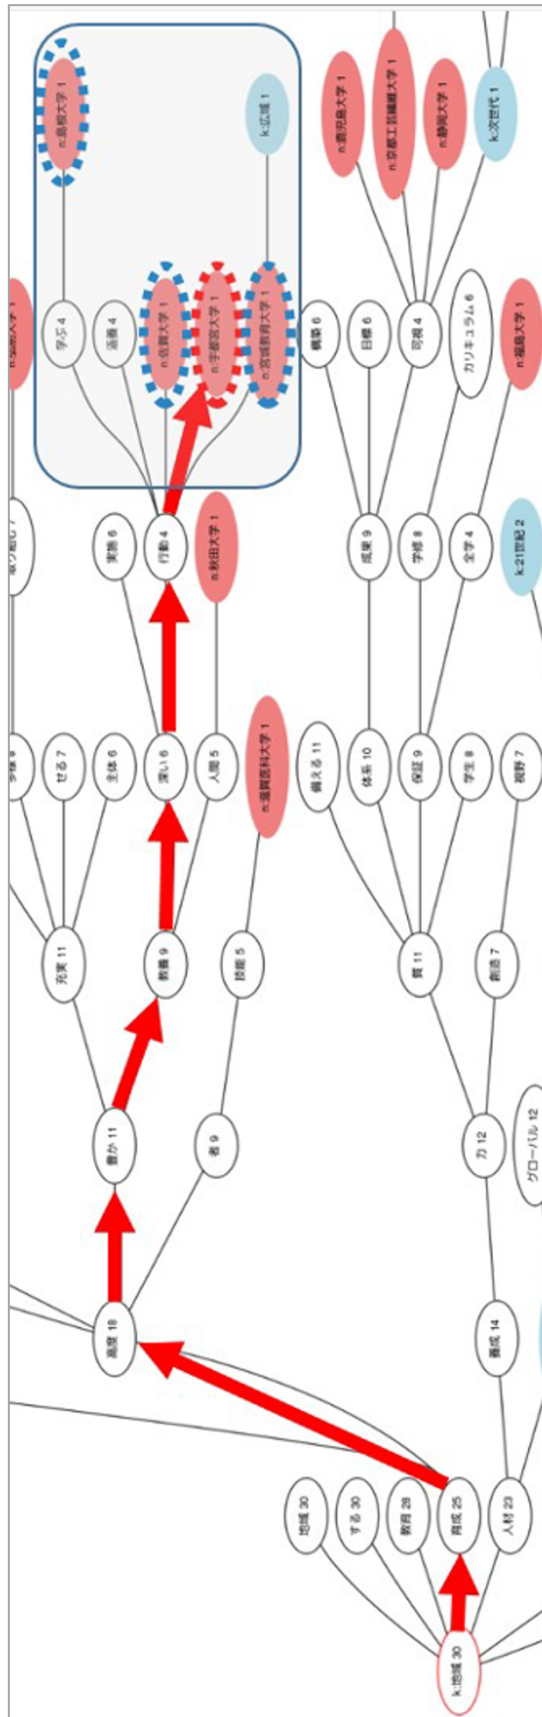 k:地域 30
地域 30
する 30
教育 28
育成 25
人材 23
高度 18
養成 14
豊か 11
者 9
力 12
グローバル 12
充実 11
教養 9
技能 5
質 11
創造 7
せる 7
主体 6
深い 6
人間 5
n:滋賀医科大学 1
備える 11
体系 10
保証 9
学生 8
視野 7
実施 6
行動 4
n:秋田大学 1
成果 9
学修 8
全学 4
k:21世紀 2
学ぶ 4
涵養 4
n:佐賀大学 1
n:宇都宮大学 1
n:宮城教育大学 1
構築 6
目標 6
可視 4
カリキュラム 6
n:福島大学 1
n:島根大学 1
k:広域 1
n:鹿児島大学 1
n:京都工芸繊維大学 1
n:静岡大学 1
k:次世代 1